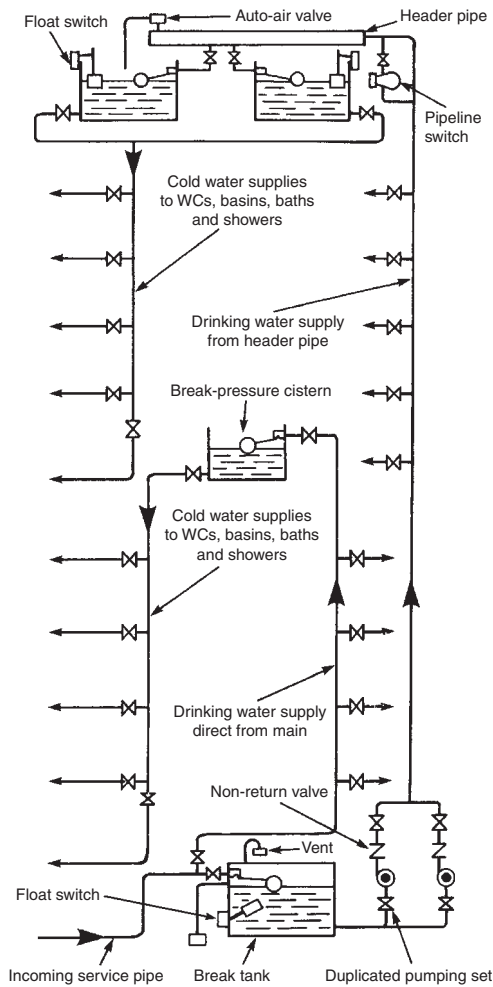 Auto-air valve
Header pipe
Float switch
Pipeline
switch
Cold water supplies
to WCs, basins, baths
and showers
Drinking water supply
from header pipe
Break-pressure cistern
Cold water supplies
to WCs, basins, baths
and showers
Drinking water supply
direct from main
Non-return valve
Vent
Float switch
Incoming service pipe
Break tank
Duplicated pumping set